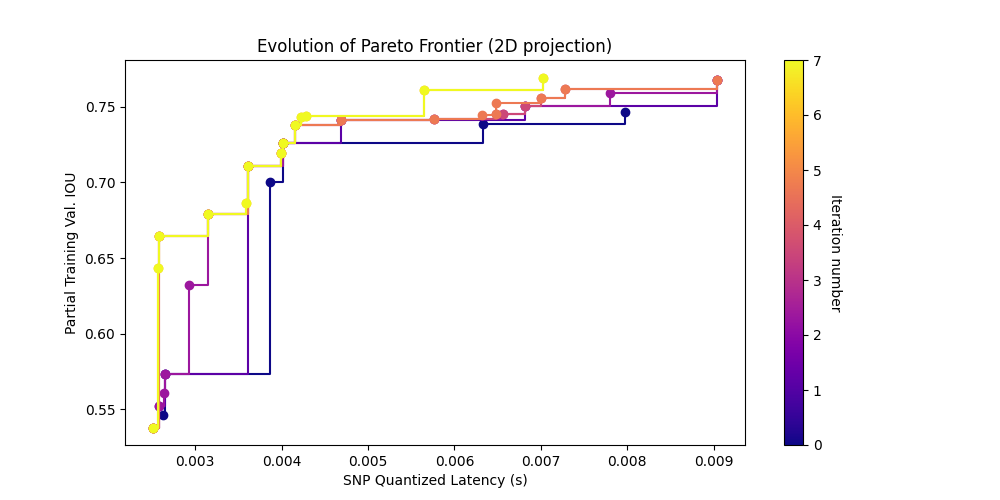 Evolution of Pareto Frontier (2D projection)
Partial Training Val. IOU
0.75
0.70
0.65
0.60
0.55
0.003 0.004 0.005 0.006 0.007 0.008 0.009
SNP Quantized Latency (s)
7
6
5
4
3
2
1
0
Iteration number